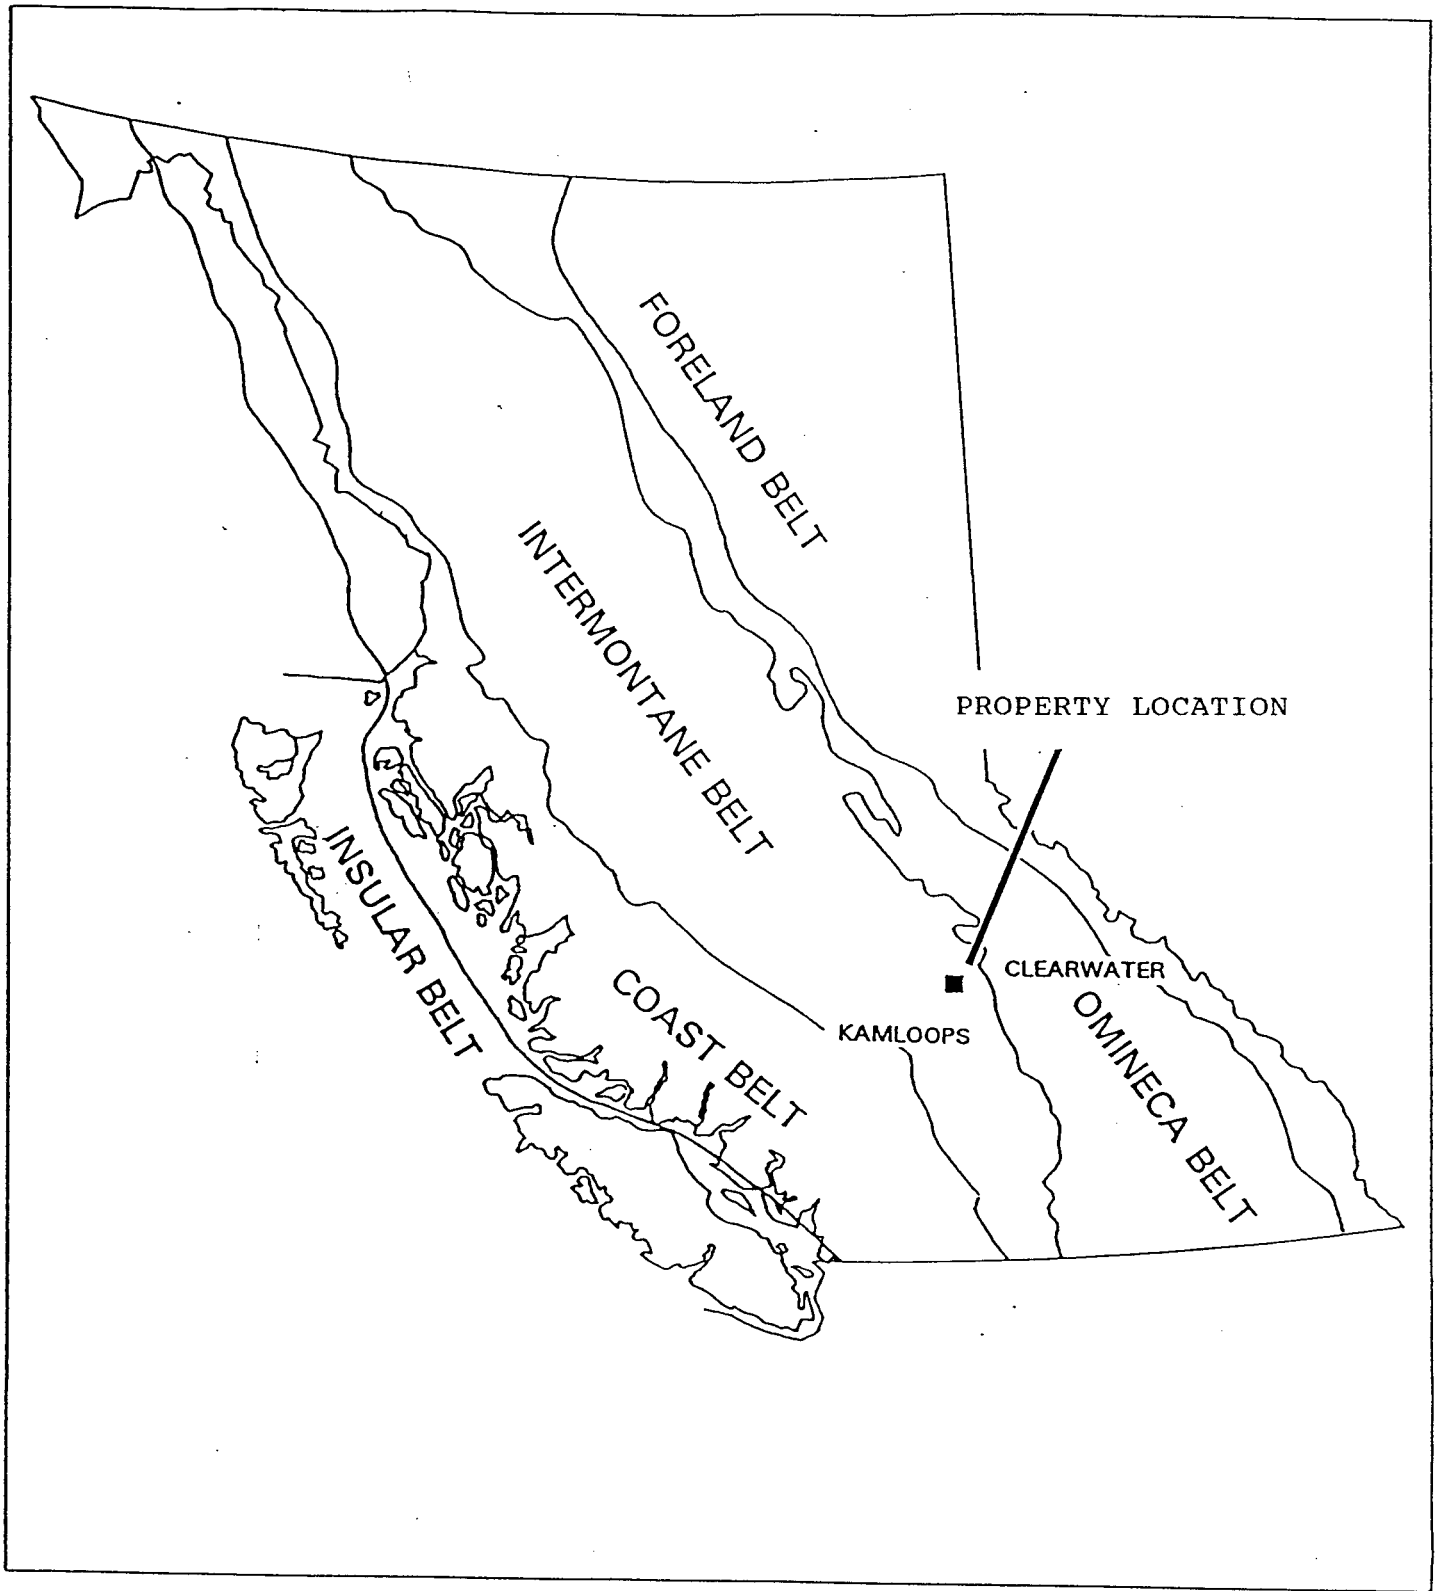 FORELAND BELT
INTERMONTANE BELT
PROPERTY LOCATION
INSULAR BELT
CLEARWATER
COAST BELT
KAMLOOPS
OMINECA BELT